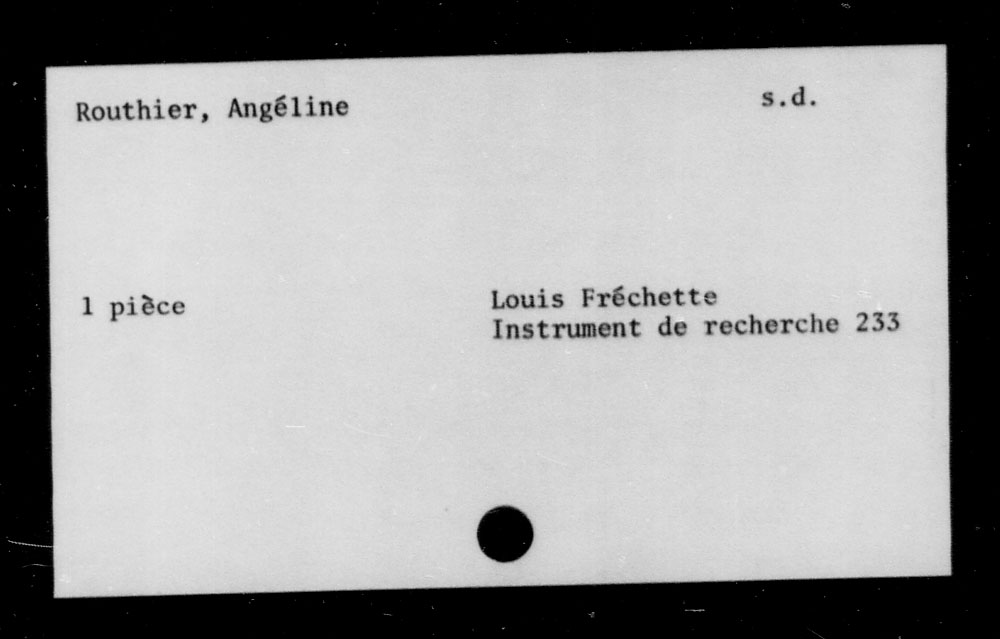 Routhier, Angéline
s.d.
1 pièce
Louis Fréchette
Instrument de recherche 233